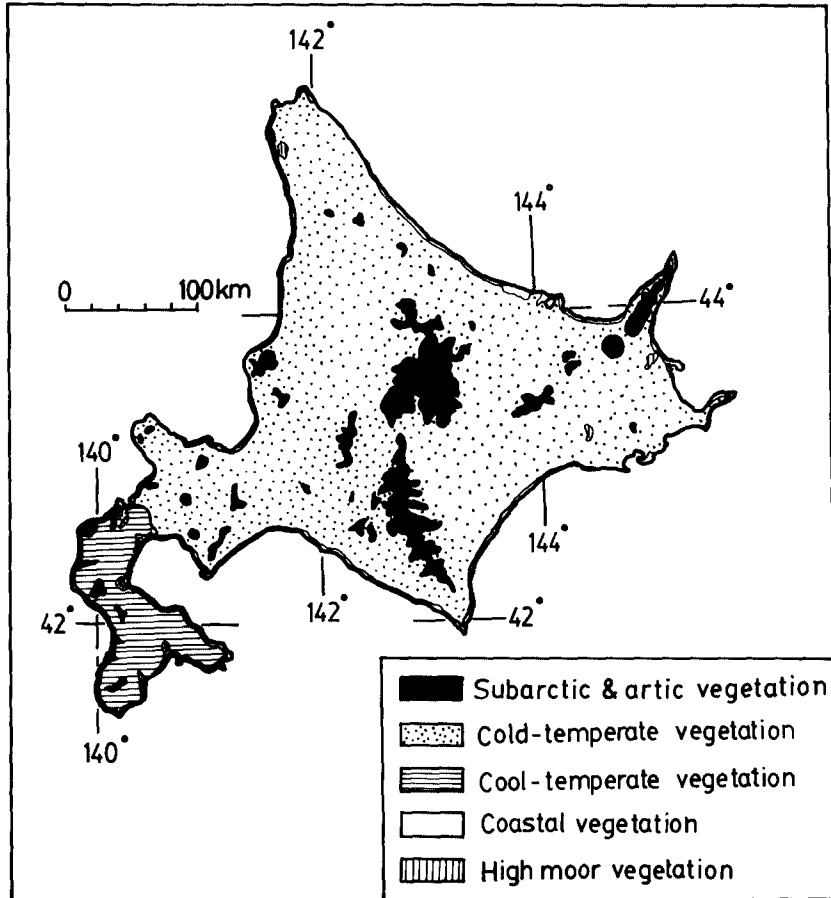 142°
144°
0 100km
44°
140°
144°
142°
42°
42°
140°
Subarctic & artic vegetation
Cold-temperate vegetation
Cool-temperate vegetation
Coastal vegetation
High moor vegetation